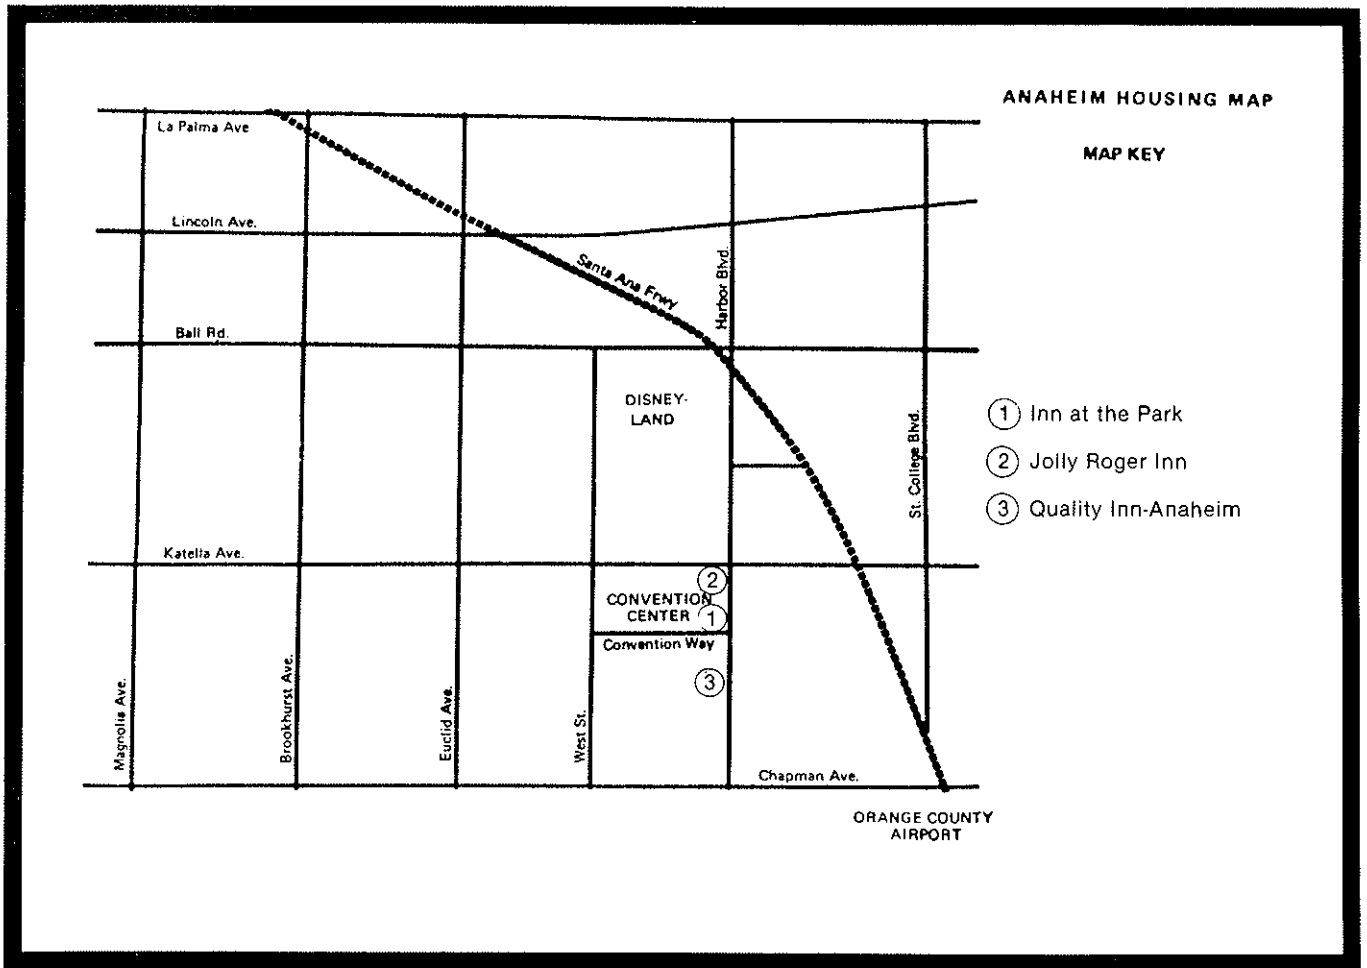 ANAHEIM HOUSING MAP
MAP KEY
La Palma Ave
Lincoln Ave.
Santa Ana Frwy
Harbor Blvd.
Ball Rd.
DISNEY-
LAND
St. College Blvd.
1 Inn at the Park
2 Jolly Roger Inn
3 Quality Inn-Anaheim
Katella Ave.
2
CONVENTION
CENTER 1
Convention Way
3
Magnolia Ave.
Brookhurst Ave.
Euclid Ave.
West St.
Chapman Ave.
ORANGE COUNTY
AIRPORT